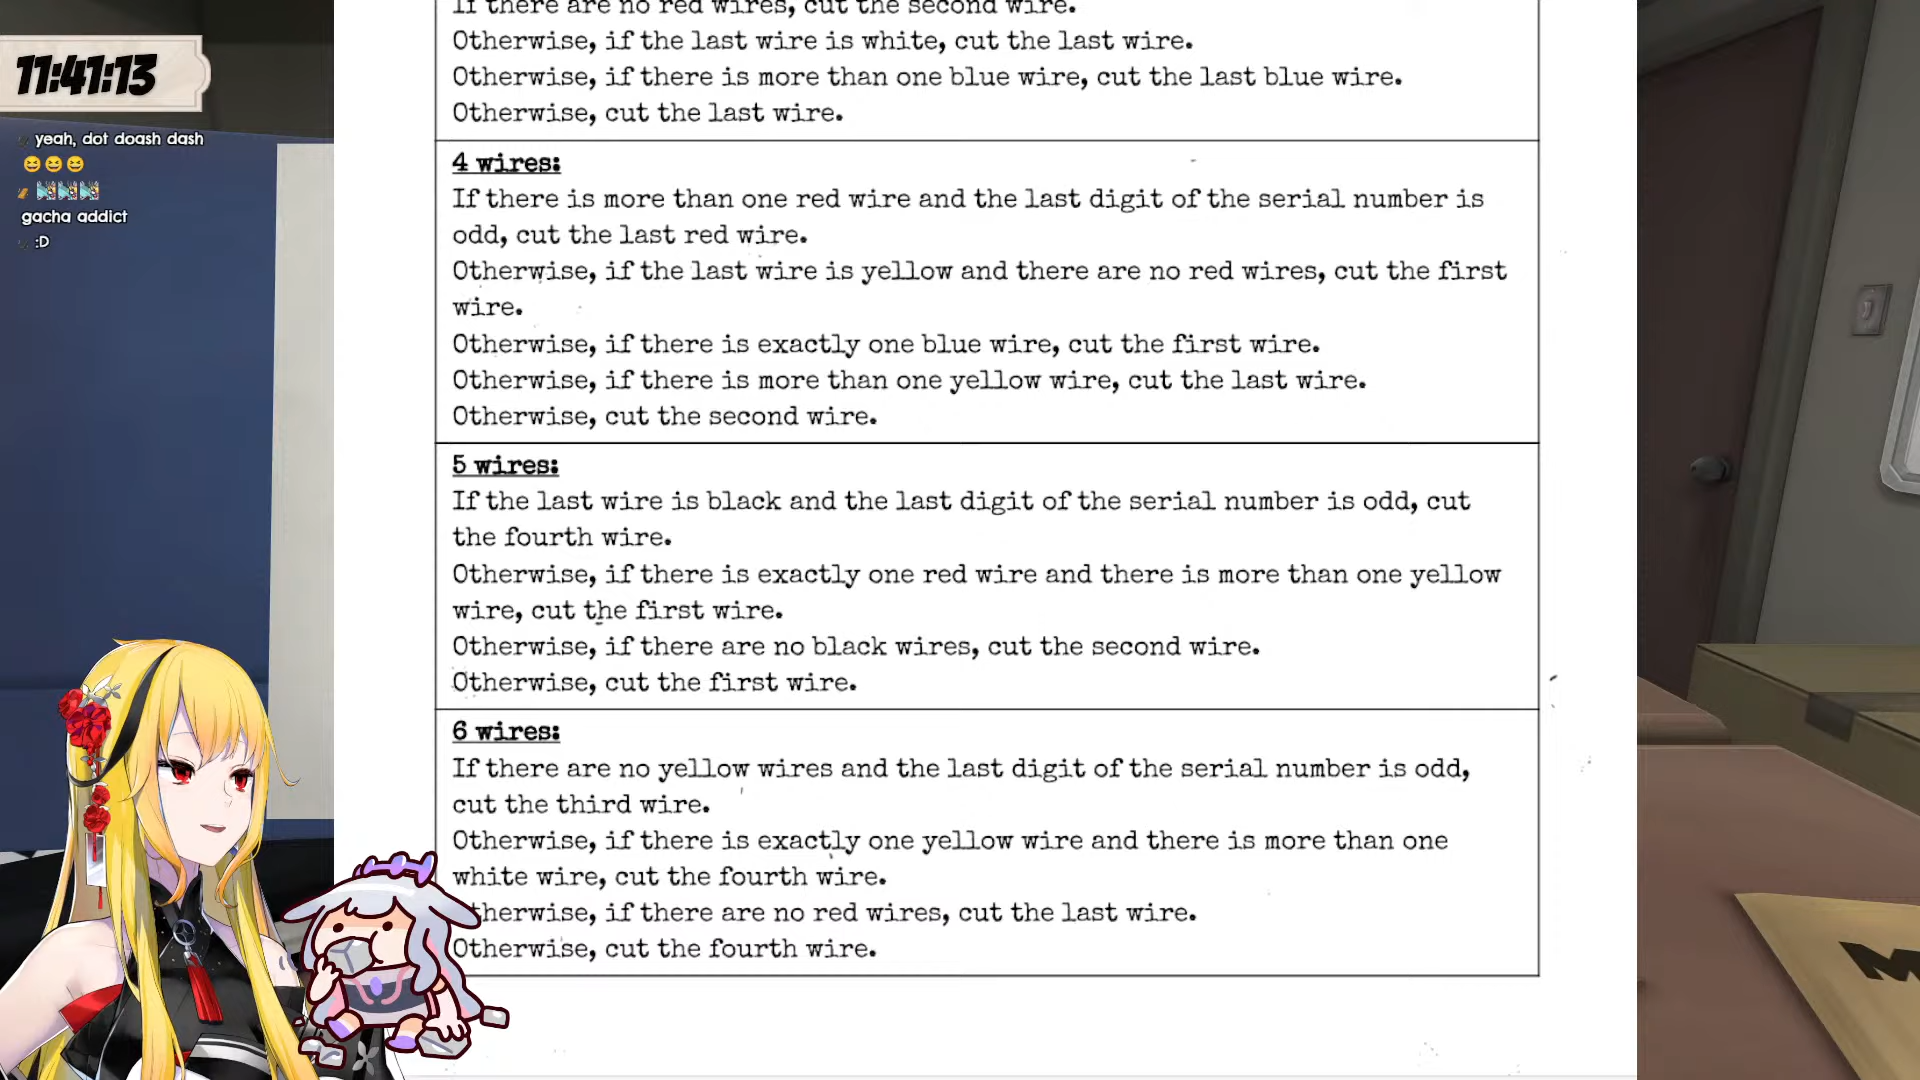 11:41:13
yeah, dot doash dash
gacha addict
:D
If there are no red wires, cut the second wire.
Otherwise, if the last wire is white, cut the last wire.
Otherwise, if there is more than one blue wire, cut the last blue wire.
Otherwise, cut the last wire.
4 wires:
If there is more than one red wire and the last digit of the serial number is
odd, cut the last red wire.
Otherwise, if the last wire is yellow and there are no red wires, cut the first
wire.
Otherwise, if there is exactly one blue wire, cut the first wire.
Otherwise, if there is more than one yellow wire, cut the last wire.
Otherwise, cut the second wire.
5 wires:
If the last wire is black and the last digit of the serial number is odd, cut
the fourth wire.
Otherwise, if there is exactly one red wire and there is more than one yellow
wire, cut the first wire.
Otherwise, if there are no black wires, cut the second wire.
Otherwise, cut the first wire.
6 wires:
If there are no yellow wires and the last digit of the serial number is odd,
cut the third wire.
Otherwise, if there is exactly one yellow wire and there is more than one
white wire, cut the fourth wire.
therwise, if there are no red wires, cut the last wire.
Otherwise, cut the fourth wire.
M